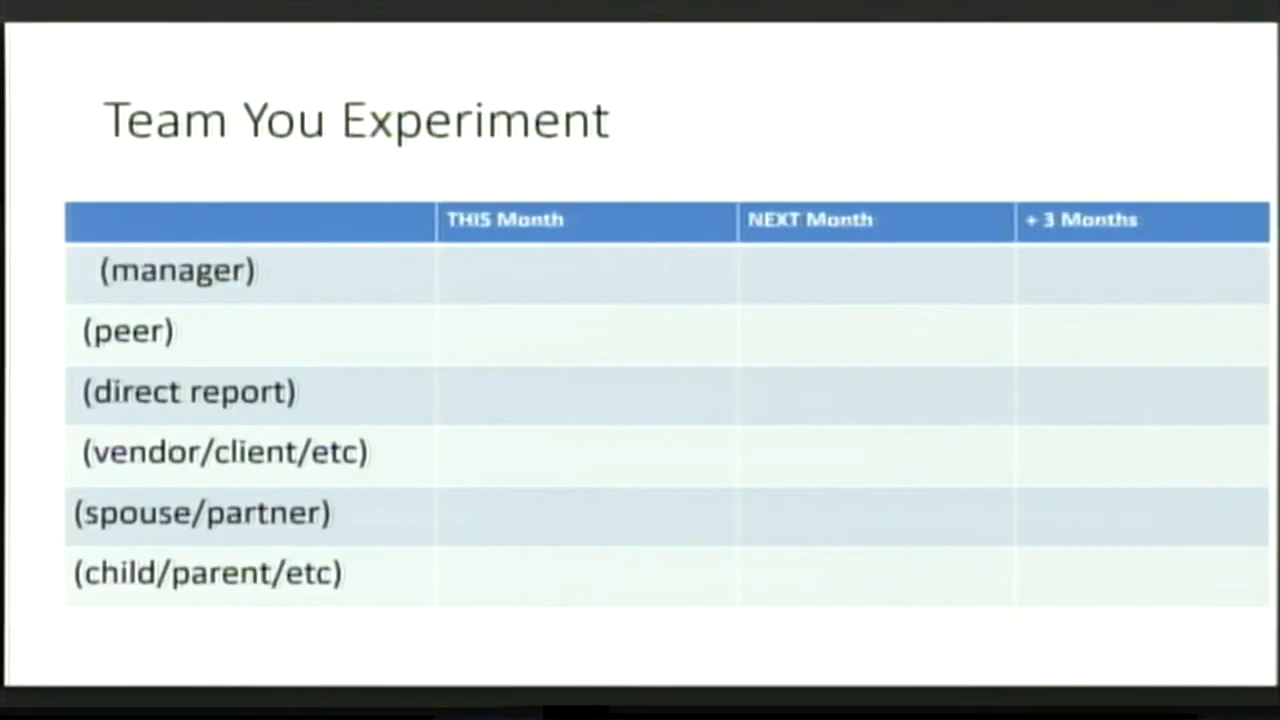 Team You Experiment
THIS Month NEXT Month + 3 Months
(manager)
(peer)
(direct report)
(vendor/client/etc)
(spouse/partner)
(child/parent/etc)